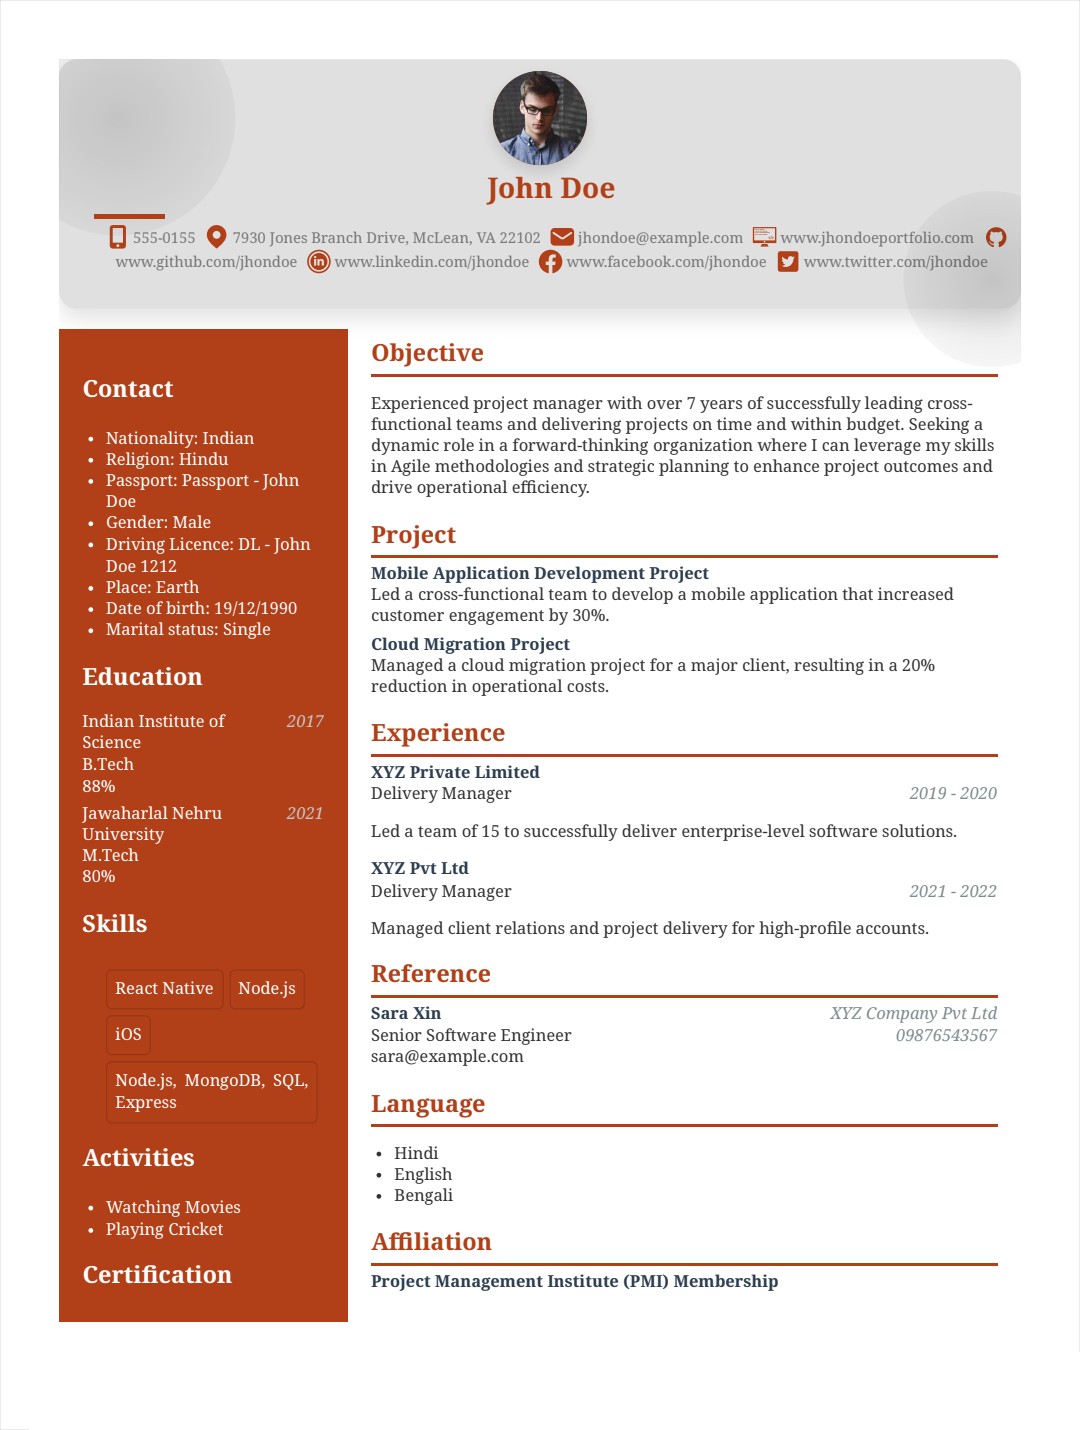 John Doe
555-0155 7930 Jones Branch Drive, McLean, VA 22102 jhondoe@example.com www.jhondoeportfolio.com
www.github.com/jhondoe www.linkedin.com/jhondoe www.facebook.com/jhondoe www.twitter.com/jhondoe
Contact
• Nationality: Indian
• Religion: Hindu
• Passport: Passport - John
Doe
• Gender: Male
• Driving Licence: DL - John
Doe 1212
• Place: Earth
• Date of birth: 19/12/1990
• Marital status: Single
Education
Indian Institute of 2017
Science
B.Tech
88%
Jawaharlal Nehru 2021
University
M.Tech
80%
Skills
React Native Node.js
iOS
Node.js, MongoDB, SQL,
Express
Activities
• Watching Movies
• Playing Cricket
Certification
Objective
Experienced project manager with over 7 years of successfully leading cross-
functional teams and delivering projects on time and within budget. Seeking a
dynamic role in a forward-thinking organization where I can leverage my skills
in Agile methodologies and strategic planning to enhance project outcomes and
drive operational efficiency.
Project
Mobile Application Development Project
Led a cross-functional team to develop a mobile application that increased
customer engagement by 30%.
Cloud Migration Project
Managed a cloud migration project for a major client, resulting in a 20%
reduction in operational costs.
Experience
XYZ Private Limited
Delivery Manager 2019 - 2020
Led a team of 15 to successfully deliver enterprise-level software solutions.
XYZ Pvt Ltd
Delivery Manager 2021 - 2022
Managed client relations and project delivery for high-profile accounts.
Reference
Sara Xin XYZ Company Pvt Ltd
Senior Software Engineer 09876543567
sara@example.com
Language
• Hindi
• English
• Bengali
Affiliation
Project Management Institute (PMI) Membership